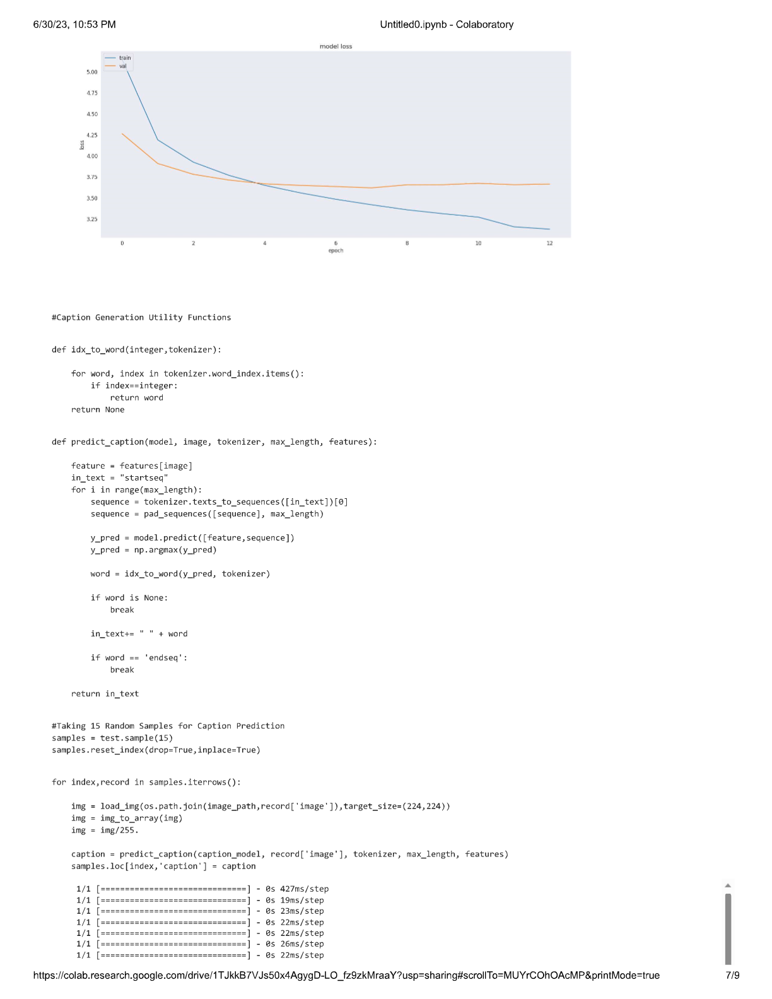 6/30/23, 10:53 PM Untitled0.ipynb - Colaboratory
model loss
train
val
5.00
4.75
4.50
4.25
4.00
3.75
3.50
3.25
loss
0 2 4 6 8 10 12
epoch
#Caption Generation Utility Functions
def idx_to_word(integer,tokenizer):
    for word, index in tokenizer.word_index.items():
        if index==integer:
            return word
    return None
def predict_caption(model, image, tokenizer, max_length, features):
    feature = features[image]
    in_text = "startseq"
    for i in range(max_length):
        sequence = tokenizer.texts_to_sequences([in_text])[0]
        sequence = pad_sequences([sequence], max_length)
        y_pred = model.predict([feature,sequence])
        y_pred = np.argmax(y_pred)
        word = idx_to_word(y_pred, tokenizer)
        if word is None:
            break
        in_text+= " " + word
        if word == 'endseq':
            break
    return in_text
#Taking 15 Random Samples for Caption Prediction
samples = test.sample(15)
samples.reset_index(drop=True,inplace=True)
for index,record in samples.iterrows():
    img = load_img(os.path.join(image_path,record['image']),target_size=(224,224))
    img = img_to_array(img)
    img = img/255.
    caption = predict_caption(caption_model, record['image'], tokenizer, max_length, features)
    samples.loc[index,'caption'] = caption
1/1 [==============================] - 0s 427ms/step
1/1 [==============================] - 0s 19ms/step
1/1 [==============================] - 0s 23ms/step
1/1 [==============================] - 0s 22ms/step
1/1 [==============================] - 0s 22ms/step
1/1 [==============================] - 0s 26ms/step
1/1 [==============================] - 0s 22ms/step
https://colab.research.google.com/drive/1TJkkB7VJs50x4AgygD-LO_fz9zkMraaY?usp=sharing#scrollTo=MUYrCOhOAcMP&printMode=true 7/9